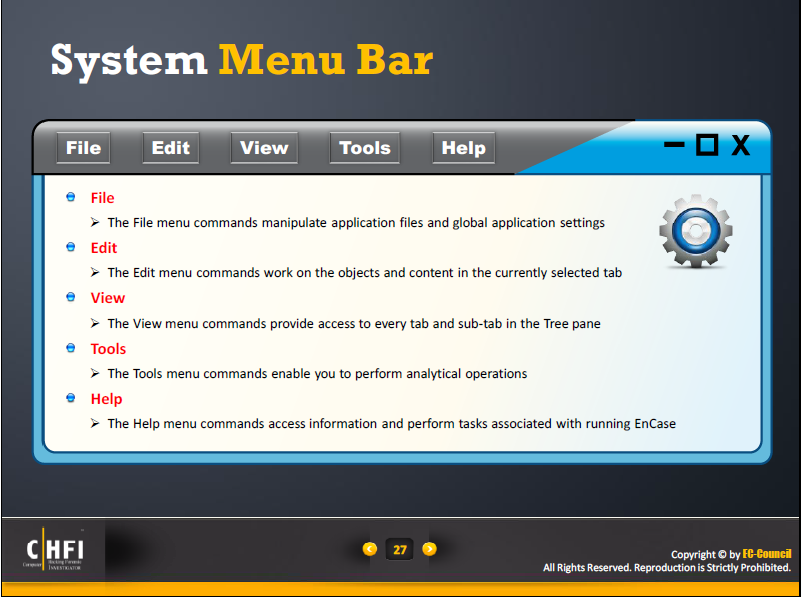 System Menu Bar
File Edit View Tools Help
File
The File menu commands manipulate application files and global application settings
Edit
The Edit menu commands work on the objects and content in the currently selected tab
View
The View menu commands provide access to every tab and sub-tab in the Tree pane
Tools
The Tools menu commands enable you to perform analytical operations
Help
The Help menu commands access information and perform tasks associated with running EnCase
CHFI
Computer Hacking Forensic
INVESTIGATOR
27
Copyright © by EC-Council
All Rights Reserved. Reproduction is Strictly Prohibited.